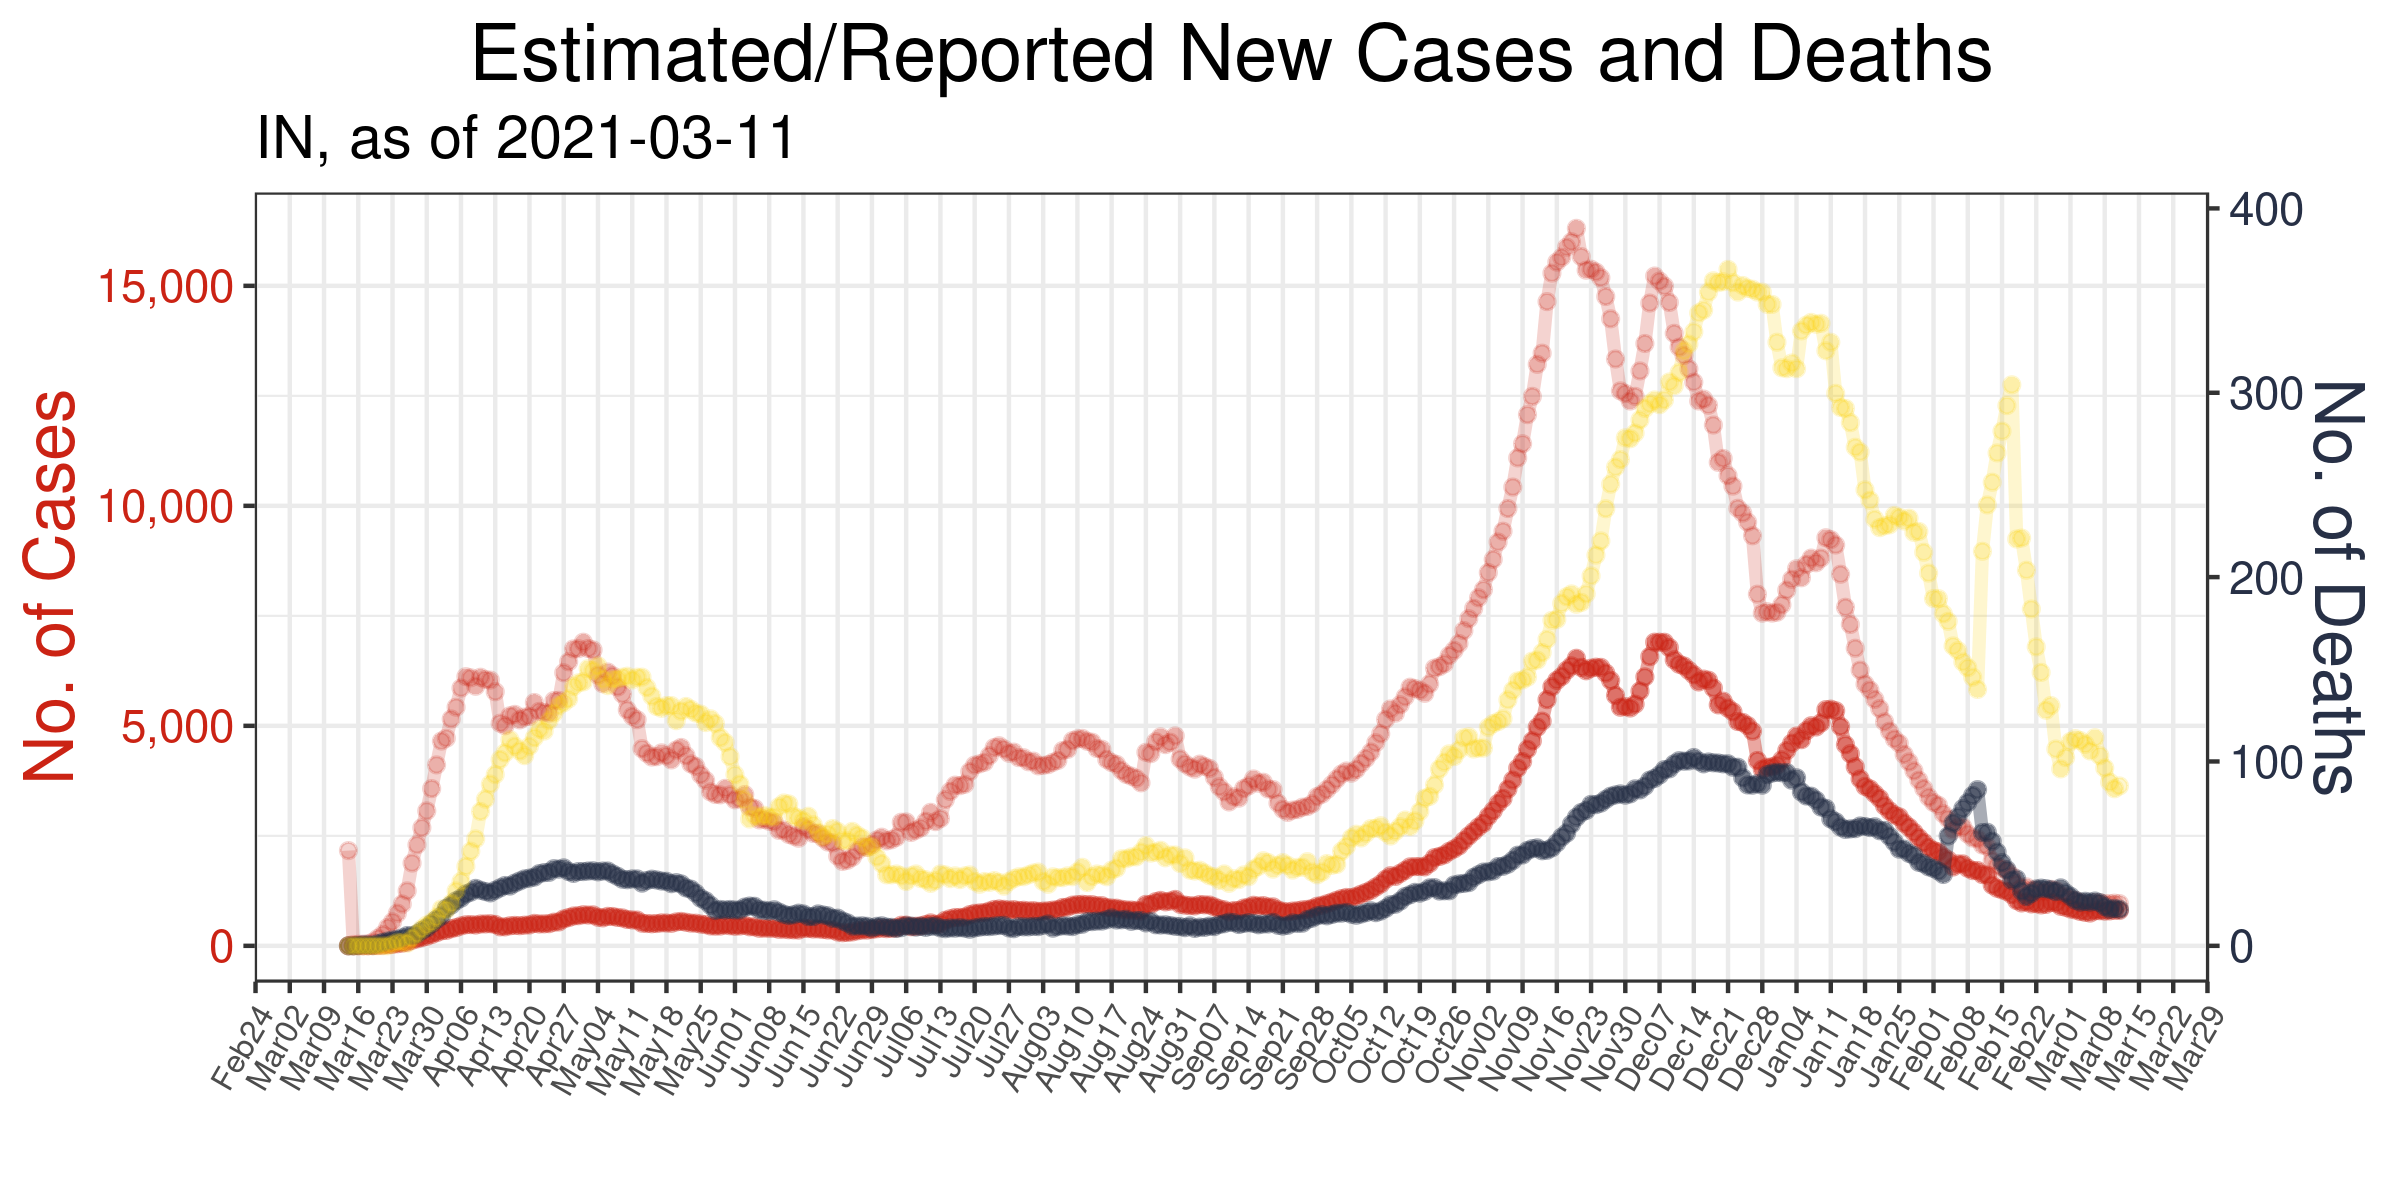 Estimated/Reported New Cases and Deaths
IN, as of 2021-03-11
No. of Cases
15,000
10,000
5,000
0
400
300
200
100
0
No. of Deaths
Feb24
Mar02
Mar09
Mar16
Mar23
Mar30
Apr06
Apr13
Apr20
Apr27
May04
May11
May18
May25
Jun01
Jun08
Jun15
Jun22
Jun29
Jul06
Jul13
Jul20
Jul27
Aug03
Aug10
Aug17
Aug24
Aug31
Sep07
Sep14
Sep21
Sep28
Oct05
Oct12
Oct19
Oct26
Nov02
Nov09
Nov16
Nov23
Nov30
Dec07
Dec14
Dec21
Dec28
Jan04
Jan11
Jan18
Jan25
Feb01
Feb08
Feb15
Feb22
Mar01
Mar08
Mar15
Mar22
Mar29